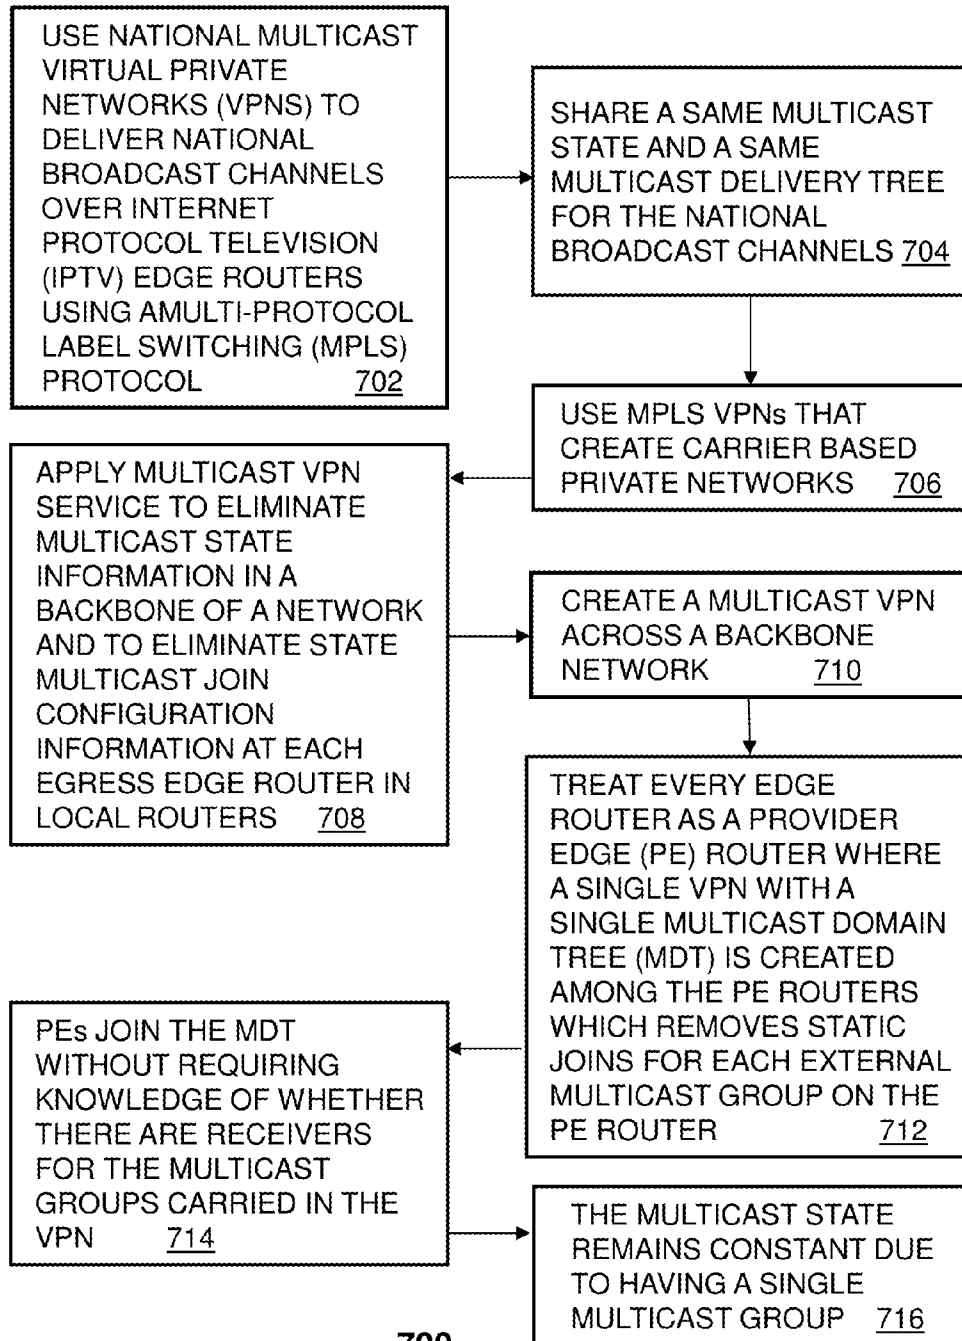 USE NATIONAL MULTICAST
VIRTUAL PRIVATE
NETWORKS (VPNS) TO
DELIVER NATIONAL
BROADCAST CHANNELS
OVER INTERNET
PROTOCOL TELEVISION
(IPTV) EDGE ROUTERS
USING AMULTI-PROTOCOL
LABEL SWITCHING (MPLS)
PROTOCOL 702
SHARE A SAME MULTICAST
STATE AND A SAME
MULTICAST DELIVERY TREE
FOR THE NATIONAL
BROADCAST CHANNELS 704
USE MPLS VPNs THAT
CREATE CARRIER BASED
PRIVATE NETWORKS 706
APPLY MULTICAST VPN
SERVICE TO ELIMINATE
MULTICAST STATE
INFORMATION IN A
BACKBONE OF A NETWORK
AND TO ELIMINATE STATE
MULTICAST JOIN
CONFIGURATION
INFORMATION AT EACH
EGRESS EDGE ROUTER IN
LOCAL ROUTERS 708
CREATE A MULTICAST VPN
ACROSS A BACKBONE
NETWORK 710
TREAT EVERY EDGE
ROUTER AS A PROVIDER
EDGE (PE) ROUTER WHERE
A SINGLE VPN WITH A
SINGLE MULTICAST DOMAIN
TREE (MDT) IS CREATED
AMONG THE PE ROUTERS
WHICH REMOVES STATIC
JOINS FOR EACH EXTERNAL
MULTICAST GROUP ON THE
PE ROUTER 712
PEs JOIN THE MDT
WITHOUT REQUIRING
KNOWLEDGE OF WHETHER
THERE ARE RECEIVERS
FOR THE MULTICAST
GROUPS CARRIED IN THE
VPN 714
THE MULTICAST STATE
REMAINS CONSTANT DUE
TO HAVING A SINGLE
MULTICAST GROUP 716